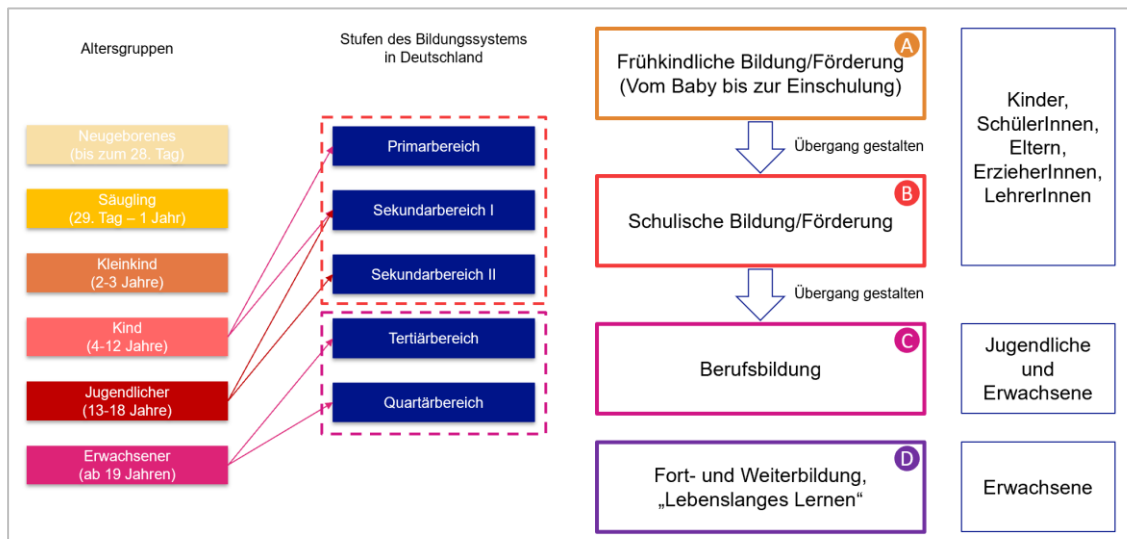 Altersgruppen
Neugeborenes
(bis zum 28. Tag)
Säugling
(29. Tag – 1 Jahr)
Kleinkind
(2-3 Jahre)
Kind
(4-12 Jahre)
Jugendlicher
(13-18 Jahre)
Erwachsener
(ab 19 Jahren)
Stufen des Bildungssystems
in Deutschland
Primarbereich
Sekundarbereich I
Sekundarbereich II
Tertiärbereich
Quartärbereich
A
Frühkindliche Bildung/Förderung
(Vom Baby bis zur Einschulung)
Übergang gestalten
B
Schulische Bildung/Förderung
Übergang gestalten
C
Berufsbildung
D
Fort- und Weiterbildung,
„Lebenslanges Lernen“
Kinder,
SchülerInnen,
Eltern,
ErzieherInnen,
LehrerInnen
Jugendliche
und
Erwachsene
Erwachsene